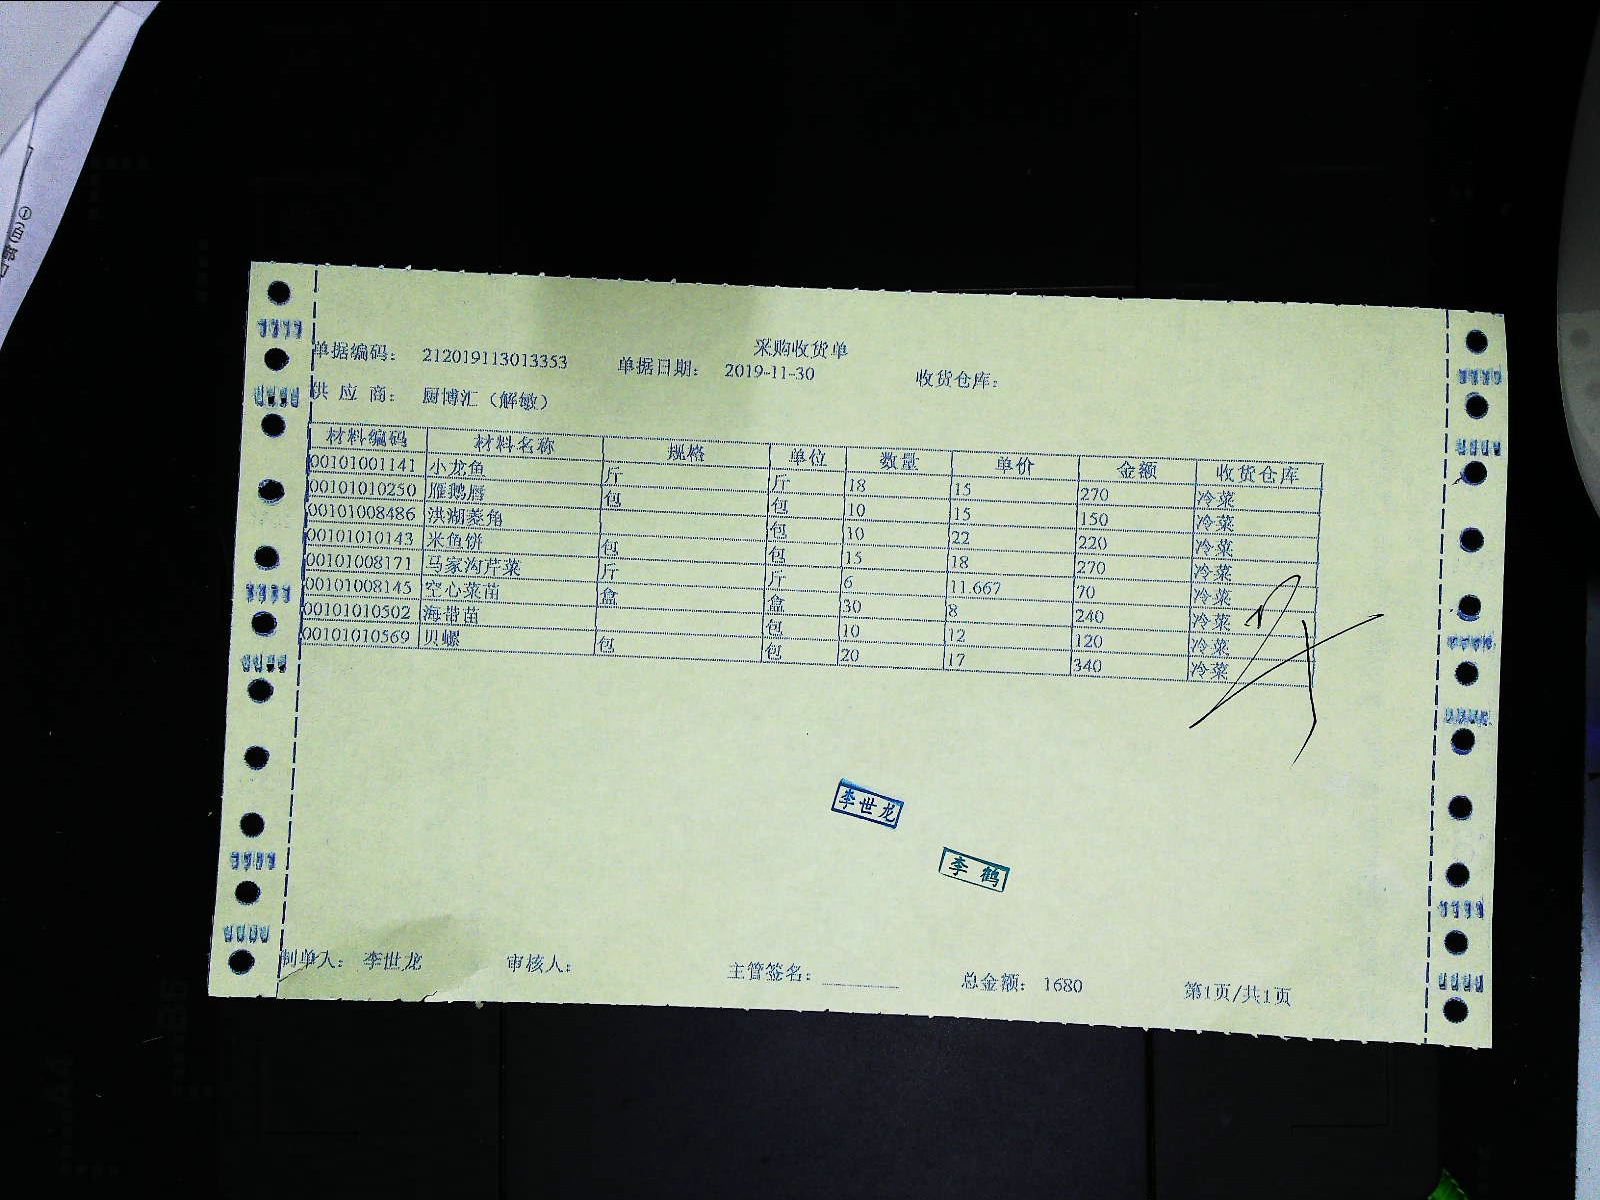 采购收货单
单据编码： 212019113013353 单据日期： 2019-11-30 收货仓库：
供 应 商： 厨博汇（解敏）
材料编码 材料名称 规格 单位 数量 单价 金额 收货仓库
00101001141 小龙鱼 斤 斤 18 15 270 冷菜
00101010250 雁鹅唇 包 包 10 15 150 冷菜
00101008486 洪湖菱角 包 10 22 220 冷菜
00101010143 米鱼饼 包 包 15 18 270 冷菜
00101008171 马家沟芹菜 斤 斤 6 11.667 70 冷菜
00101008145 空心菜苗 盒 盒 30 8 240 冷菜
00101010502 海带苗 包 10 12 120 冷菜
00101010569 贝螺 包 包 20 17 340 冷菜
李世龙
李鹤
制单人： 李世龙 审核人： 主管签名： 总金额： 1680 第1页/共1页